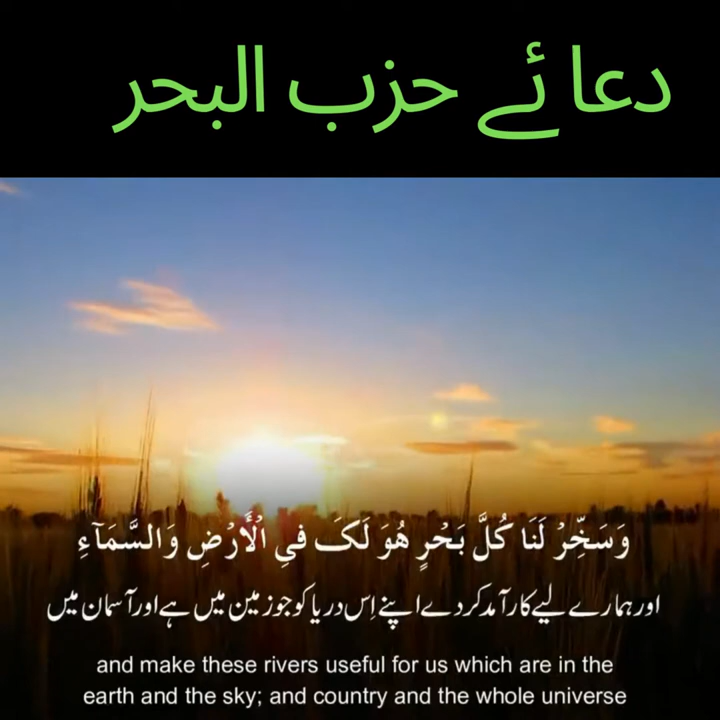 دعائے حزب البحر
وَسَخِّرْ لَنَا كُلَّ بَحْرٍ هُوَ لَکَ فِي الْأَرْضِ وَالسَّمَآءِ
اور ہمارے لیے کارآمد کردے اپنے اِس دریا کو جو زمین میں ہے اور آسمان میں
and make these rivers useful for us which are in the
earth and the sky; and country and the whole universe